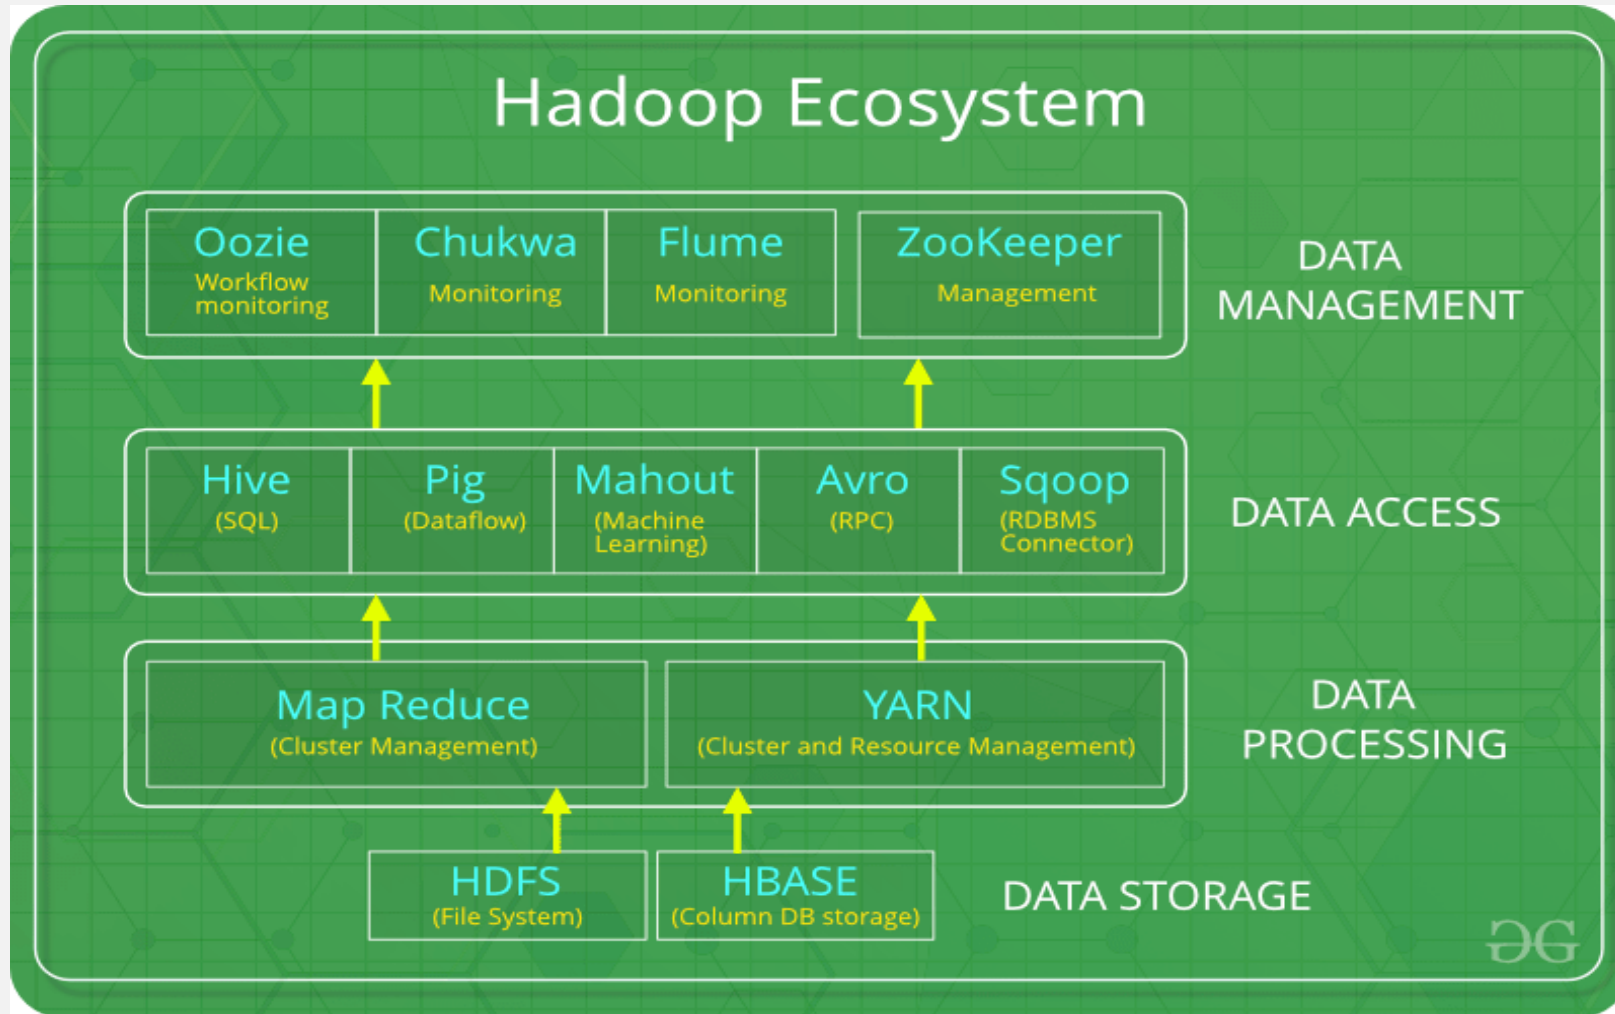 Hadoop Ecosystem
Oozie
Workflow
monitoring
Chukwa
Monitoring
Flume
Monitoring
ZooKeeper
Management
DATA
MANAGEMENT
Hive
(SQL)
Pig
(Dataflow)
Mahout
(Machine
Learning)
Avro
(RPC)
Sqoop
(RDBMS
Connector)
DATA ACCESS
Map Reduce
(Cluster Management)
YARN
(Cluster and Resource Management)
DATA
PROCESSING
HDFS
(File System)
HBASE
(Column DB storage)
DATA STORAGE